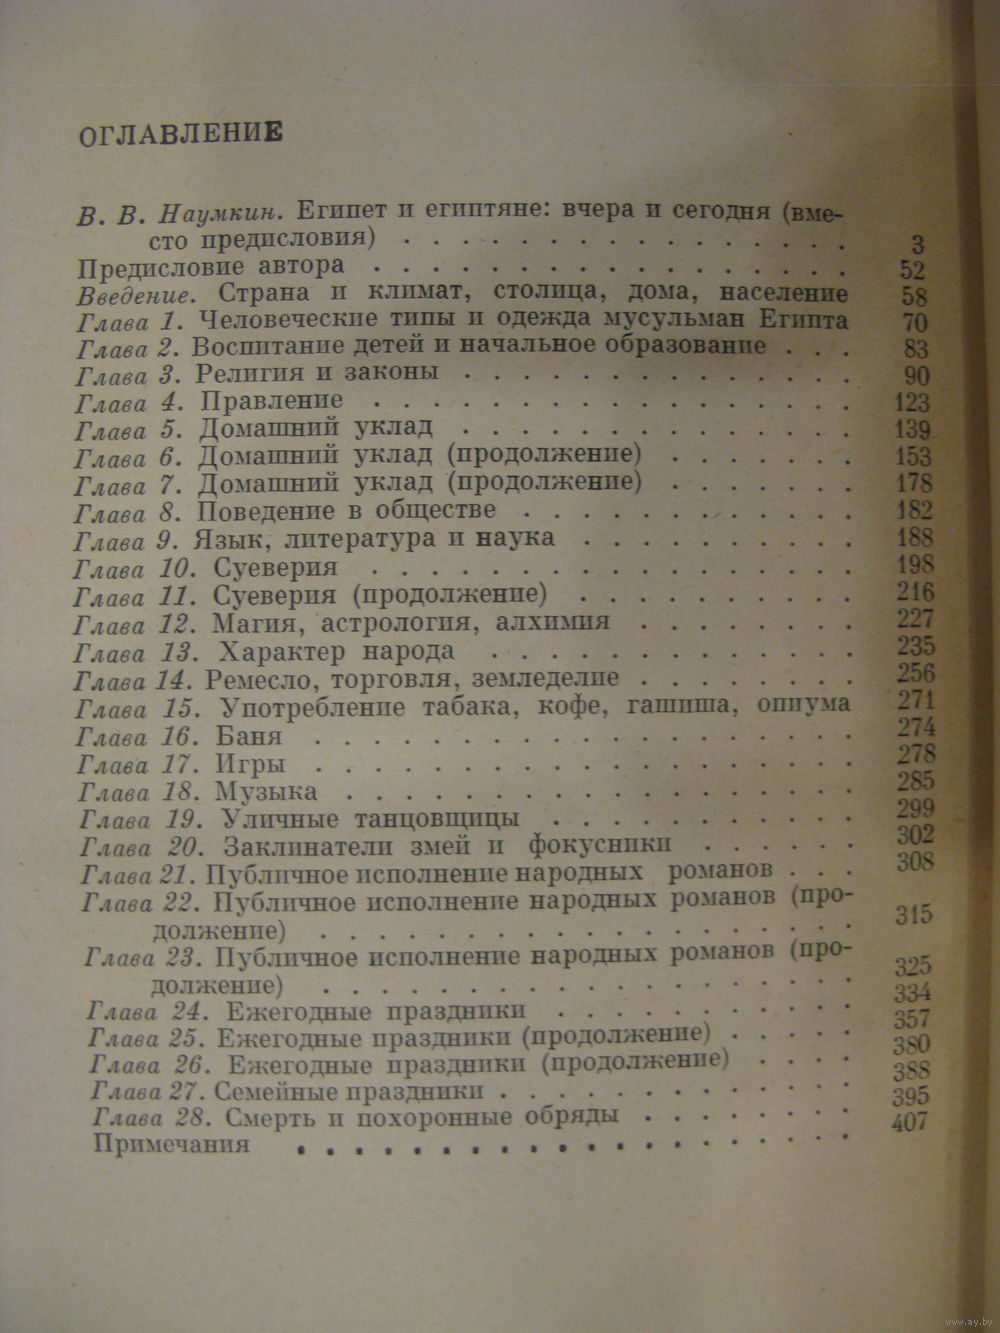 ОГЛАВЛЕНИЕ
В. В. Наумкин. Египет и египтяне: вчера и сегодня (вме-
сто предисловия) . . . . . . . . . . . . . . . . 3
Предисловие автора . . . . . . . . . . . . . . . . . 52
Введение. Страна и климат, столица, дома, население 58
Глава 1. Человеческие типы и одежда мусульман Египта 70
Глава 2. Воспитание детей и начальное образование . . . 83
Глава 3. Религия и законы . . . . . . . . . . . . . . 90
Глава 4. Правление . . . . . . . . . . . . . . . . . 123
Глава 5. Домашний уклад . . . . . . . . . . . . . . 139
Глава 6. Домашний уклад (продолжение) . . . . . . . 153
Глава 7. Домашний уклад (продолжение) . . . . . . . 178
Глава 8. Поведение в обществе . . . . . . . . . . . . 182
Глава 9. Язык, литература и наука . . . . . . . . . . 188
Глава 10. Суеверия . . . . . . . . . . . . . . . . . 198
Глава 11. Суеверия (продолжение) . . . . . . . . . . 216
Глава 12. Магия, астрология, алхимия . . . . . . . . 227
Глава 13. Характер народа . . . . . . . . . . . . . 235
Глава 14. Ремесло, торговля, земледелие . . . . . . . . 256
Глава 15. Употребление табака, кофе, гашиша, опиума 271
Глава 16. Баня . . . . . . . . . . . . . . . . . . . 274
Глава 17. Игры . . . . . . . . . . . . . . . . . . . 278
Глава 18. Музыка . . . . . . . . . . . . . . . . . . 285
Глава 19. Уличные танцовщицы . . . . . . . . . . . 299
Глава 20. Заклинатели змей и фокусники . . . . . . 302
Глава 21. Публичное исполнение народных романов . . . 308
Глава 22. Публичное исполнение народных романов (про-
должение) . . . . . . . . . . . . . . . . . . . 315
Глава 23. Публичное исполнение народных романов (про-
должение) . . . . . . . . . . . . . . . . . . . 325
Глава 24. Ежегодные праздники . . . . . . . . . . . 334
Глава 25. Ежегодные праздники (продолжение) . . . . . 357
Глава 26. Ежегодные праздники (продолжение) . . . . 380
Глава 27. Семейные праздники . . . . . . . . . . . . . 388
Глава 28. Смерть и похоронные обряды . . . . . . . . 395
Примечания . . . . . . . . . . . . . . . . . . . . 407
www.ay.by